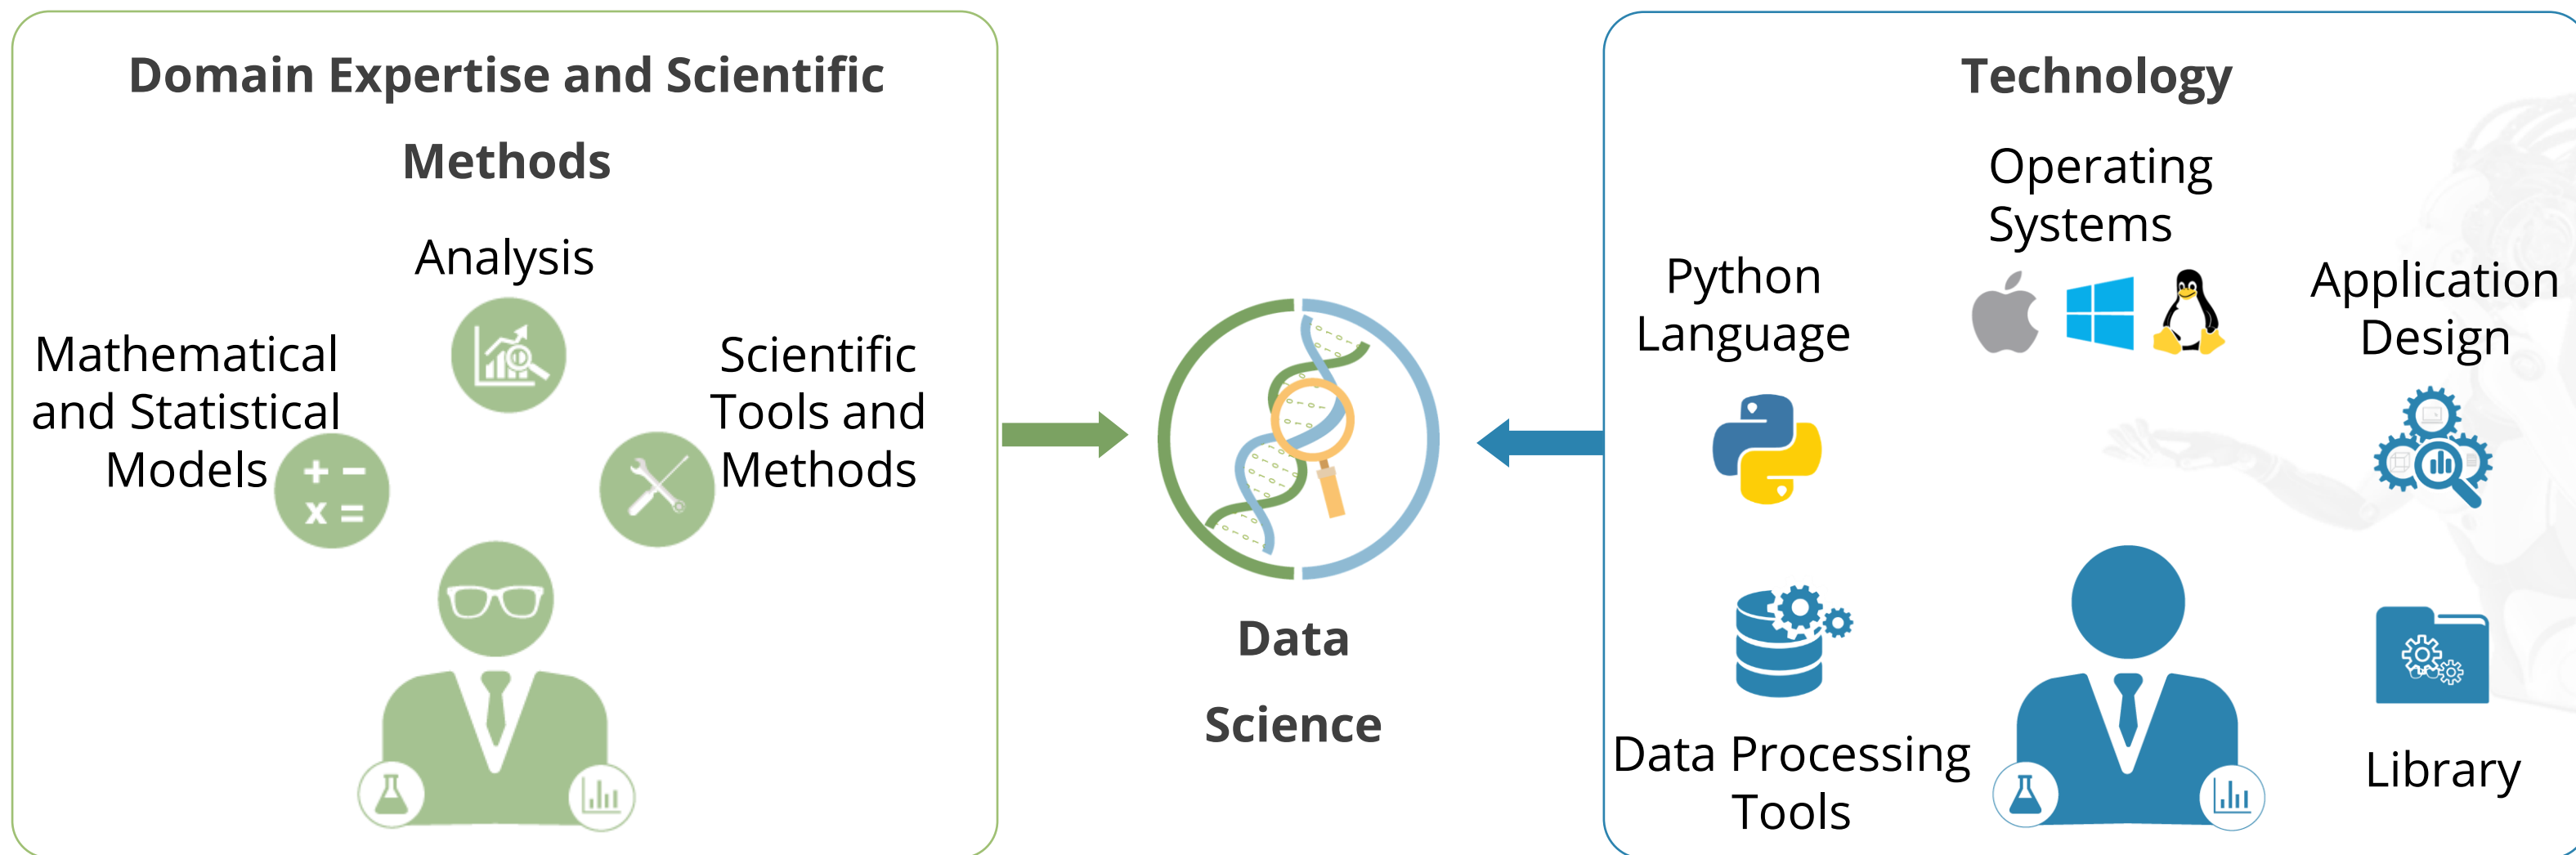 Domain Expertise and Scientific
Methods
Analysis
Mathematical
and Statistical
Models
Scientific
Tools and
Methods
Data
Science
Technology
Operating
Systems
Python
Language
Application
Design
Data Processing
Tools
Library